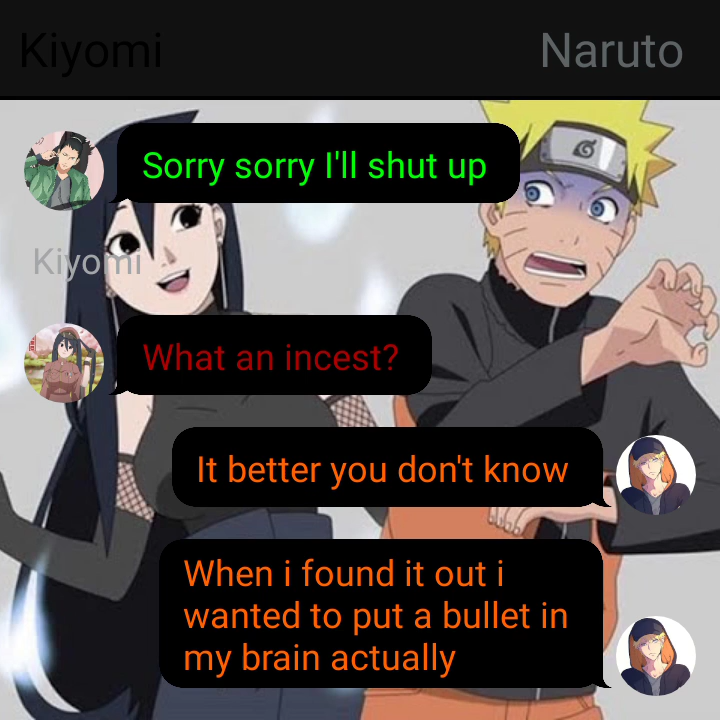 Kiyomi Naruto
Sorry sorry I'll shut up
Kiyomi
What an incest?
It better you don't know
When i found it out i
wanted to put a bullet in
my brain actually